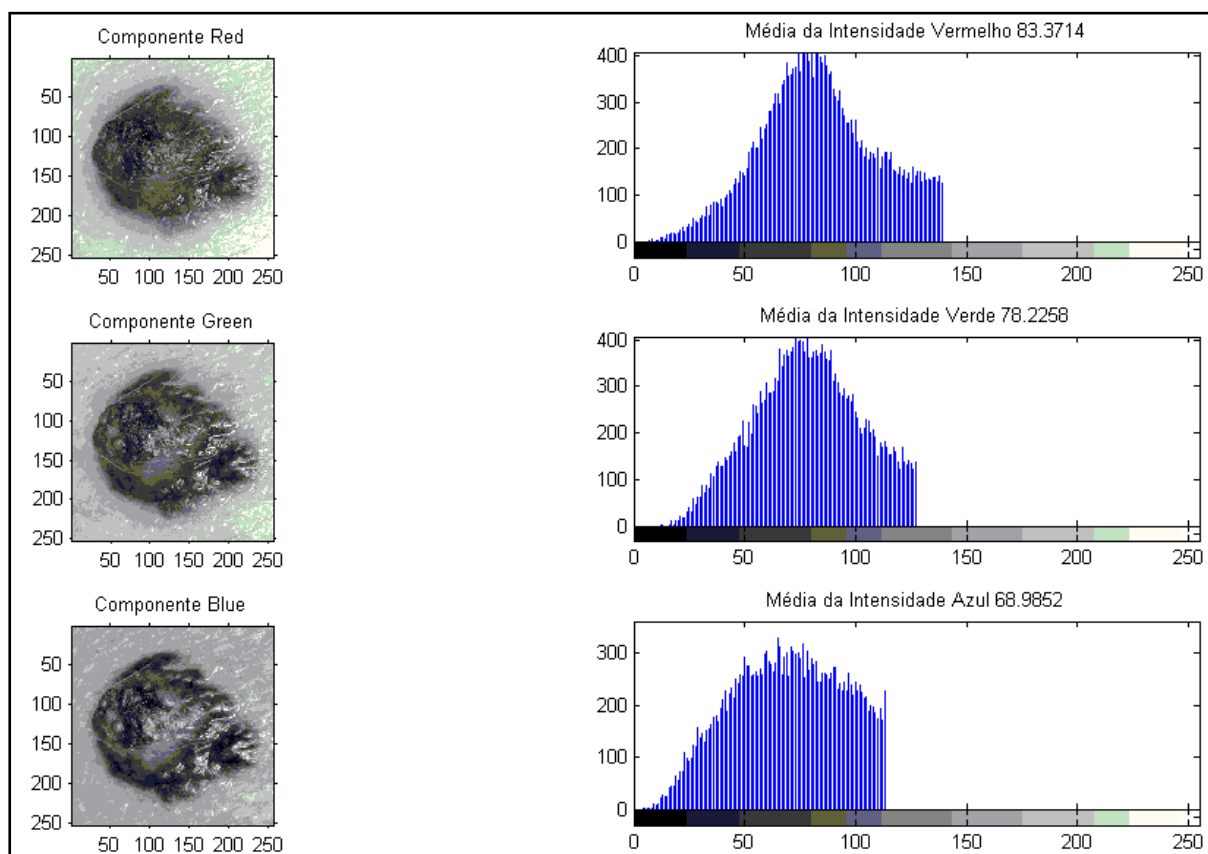 Componente Red
50
100
150
200
250
50 100 150 200 250
Média da Intensidade Vermelho 83.3714
400
300
200
100
0
0 50 100 150 200 250
Componente Green
50
100
150
200
250
50 100 150 200 250
Média da Intensidade Verde 78.2258
400
300
200
100
0
0 50 100 150 200 250
Componente Blue
50
100
150
200
250
50 100 150 200 250
Média da Intensidade Azul 68.9852
300
200
100
0
0 50 100 150 200 250